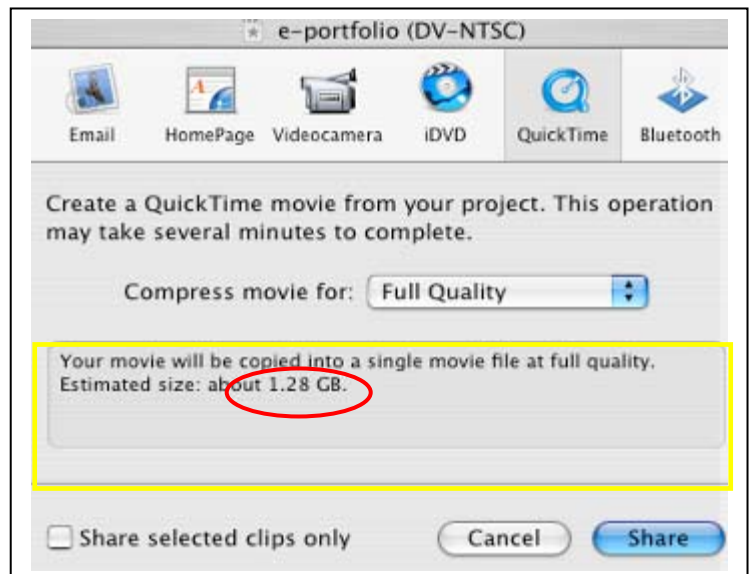 e-portfolio (DV-NTSC)
Email HomePage Videocamera iDVD QuickTime Bluetooth
Create a QuickTime movie from your project. This operation
may take several minutes to complete.
Compress movie for: Full Quality
Your movie will be copied into a single movie file at full quality.
Estimated size: about 1.28 GB.
Share selected clips only Cancel Share